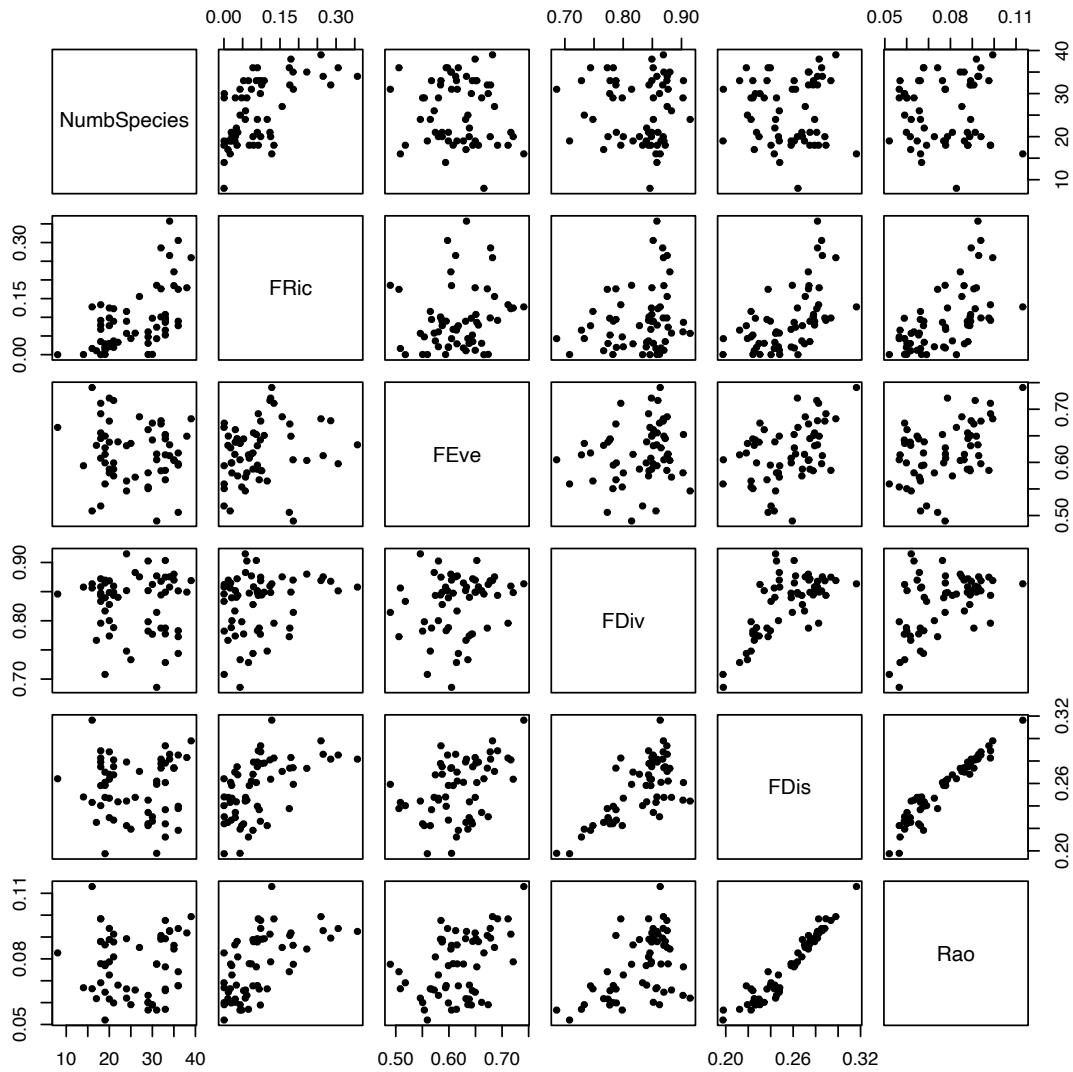 0.00 0.15 0.30 0.70 0.80 0.90 0.05 0.08 0.11
NumbSpecies 10 20 30 40
0.00 0.15 0.30 FRic
FEve 0.50 0.60 0.70
0.70 0.80 0.90 FDiv
FDis 0.20 0.26 0.32
0.05 0.08 0.11 Rao
10 20 30 40 0.50 0.60 0.70 0.20 0.26 0.32